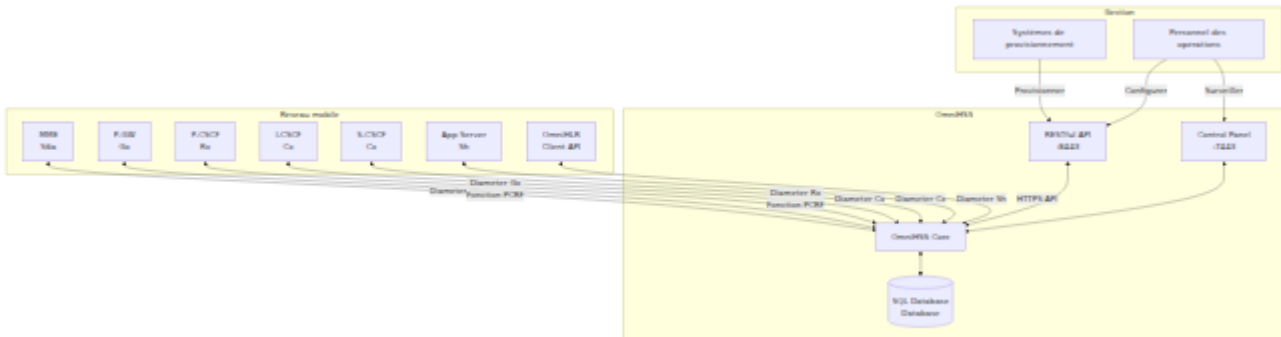 Gestion
Systèmes de
provisionnement
Personnel des
opérations
Provisionner
Configurer
Surveiller
Réseau mobile
MME
S6a
P-GW
Gx
P-CSCF
Rx
I-CSCF
Cx
S-CSCF
Cx
App Server
Sh
OmniHLR
Client API
OmniHSS
RESTful API
Control Panel
Diameter Gx
Diameter
Fonction PCRF
Diameter Rx
Fonction PCRF
Diameter Cx
Diameter Cx
Diameter Sh
HTTPS API
OmniHSS Core
SQL Database
Database